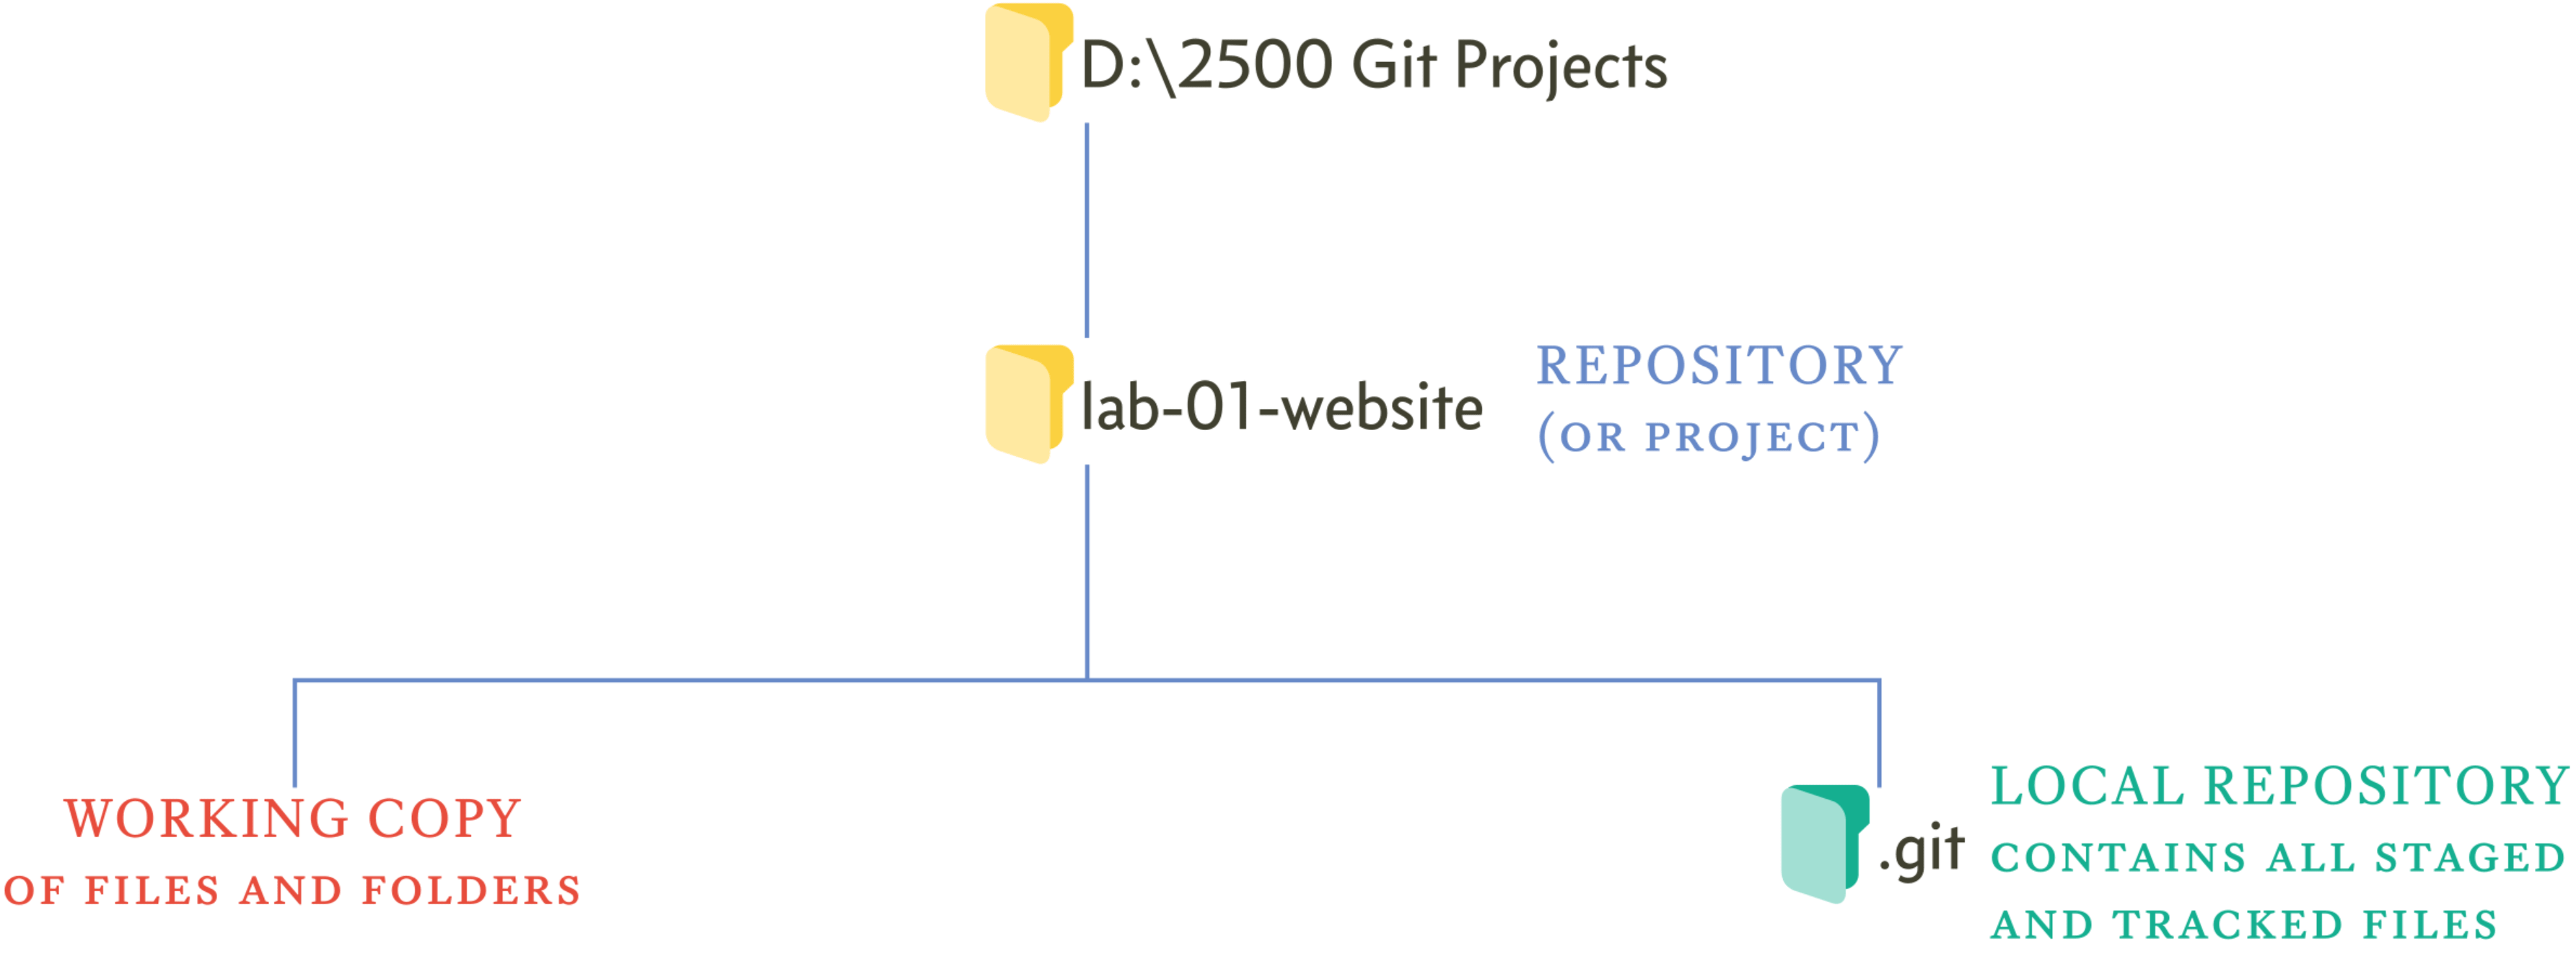 D:\2500 Git Projects
lab-01-website
REPOSITORY
(OR PROJECT)
WORKING COPY
OF FILES AND FOLDERS
.git
LOCAL REPOSITORY
CONTAINS ALL STAGED
AND TRACKED FILES